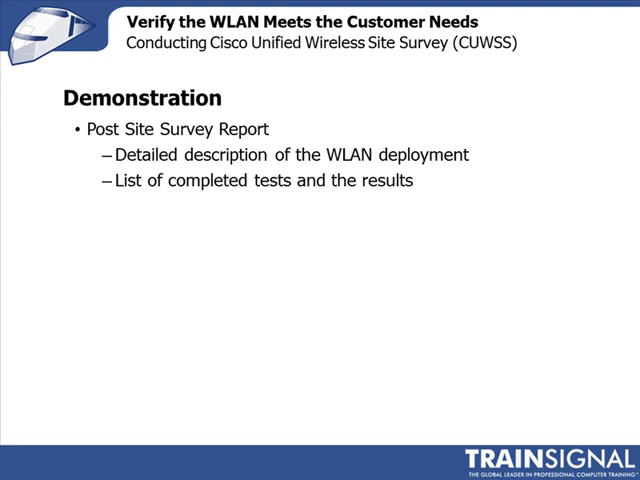 Verify the WLAN Meets the Customer Needs
Conducting Cisco Unified Wireless Site Survey (CUWSS)
Demonstration
• Post Site Survey Report
– Detailed description of the WLAN deployment
– List of completed tests and the results
TRAINSIGNAL
THE GLOBAL LEADER IN PROFESSIONAL COMPUTER TRAINING™